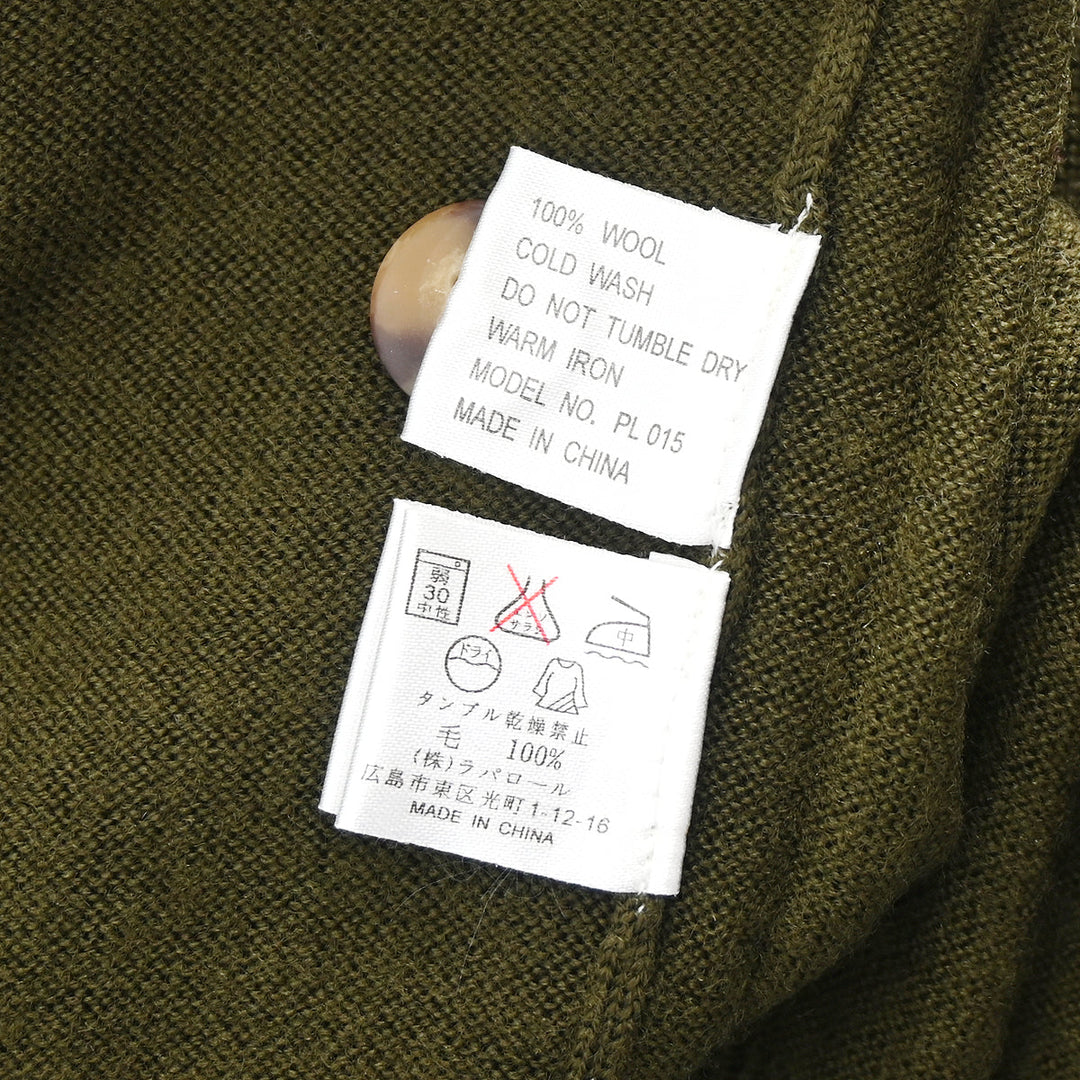 100% WOOL
COLD WASH
DO NOT TUMBLE DRY
WARM IRON
MODEL NO. PL 015
MADE IN CHINA
弱
30
中性
エンソ
サラシ
中
ドライ
タンブル乾燥禁止
毛 100%
(株)ラパロール
広島市東区光町1-12-16
MADE IN CHINA